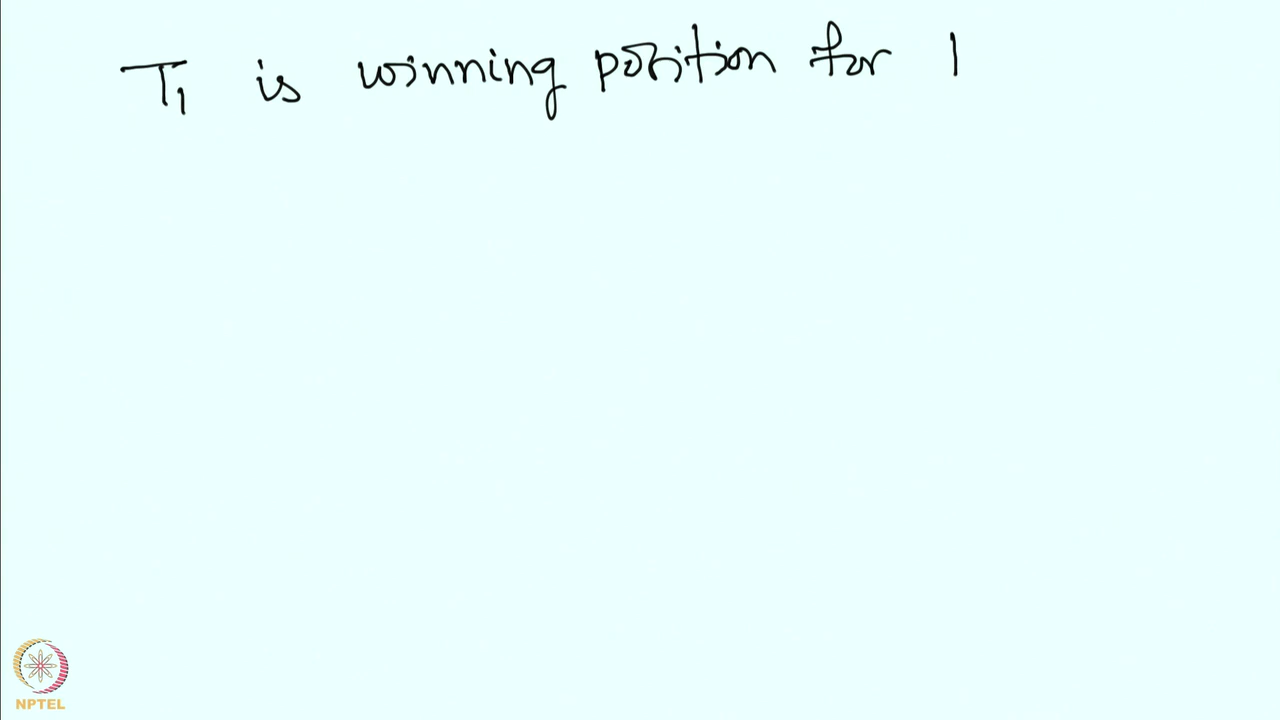 T₁ is winning position for 1
NPTEL